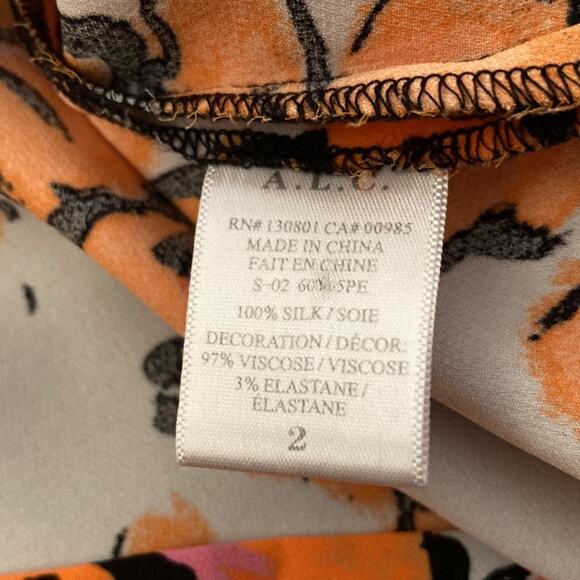 A.L.C.
RN# 130801 CA# 00985
MADE IN CHINA
FAIT EN CHINE
S-02
100% SILK / SOIE
DECORATION / DÉCOR:
97% VISCOSE / VISCOSE
3% ELASTANE /
ÉLASTANE
2